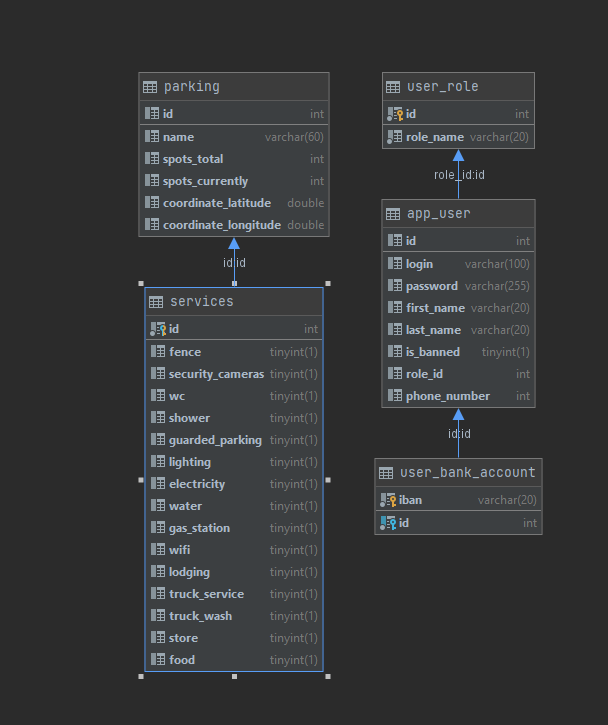 parking
id int
name varchar(60)
spots_total int
spots_currently int
coordinate_latitude double
coordinate_longitude double
id:id
services
id int
fence tinyint(1)
security_cameras tinyint(1)
wc tinyint(1)
shower tinyint(1)
guarded_parking tinyint(1)
lighting tinyint(1)
electricity tinyint(1)
water tinyint(1)
gas_station tinyint(1)
wifi tinyint(1)
lodging tinyint(1)
truck_service tinyint(1)
truck_wash tinyint(1)
store tinyint(1)
food tinyint(1)
user_role
id int
role_name varchar(20)
role_id:id
app_user
id int
login varchar(100)
password varchar(255)
first_name varchar(20)
last_name varchar(20)
is_banned tinyint(1)
role_id int
phone_number int
id:id
user_bank_account
iban varchar(20)
id int